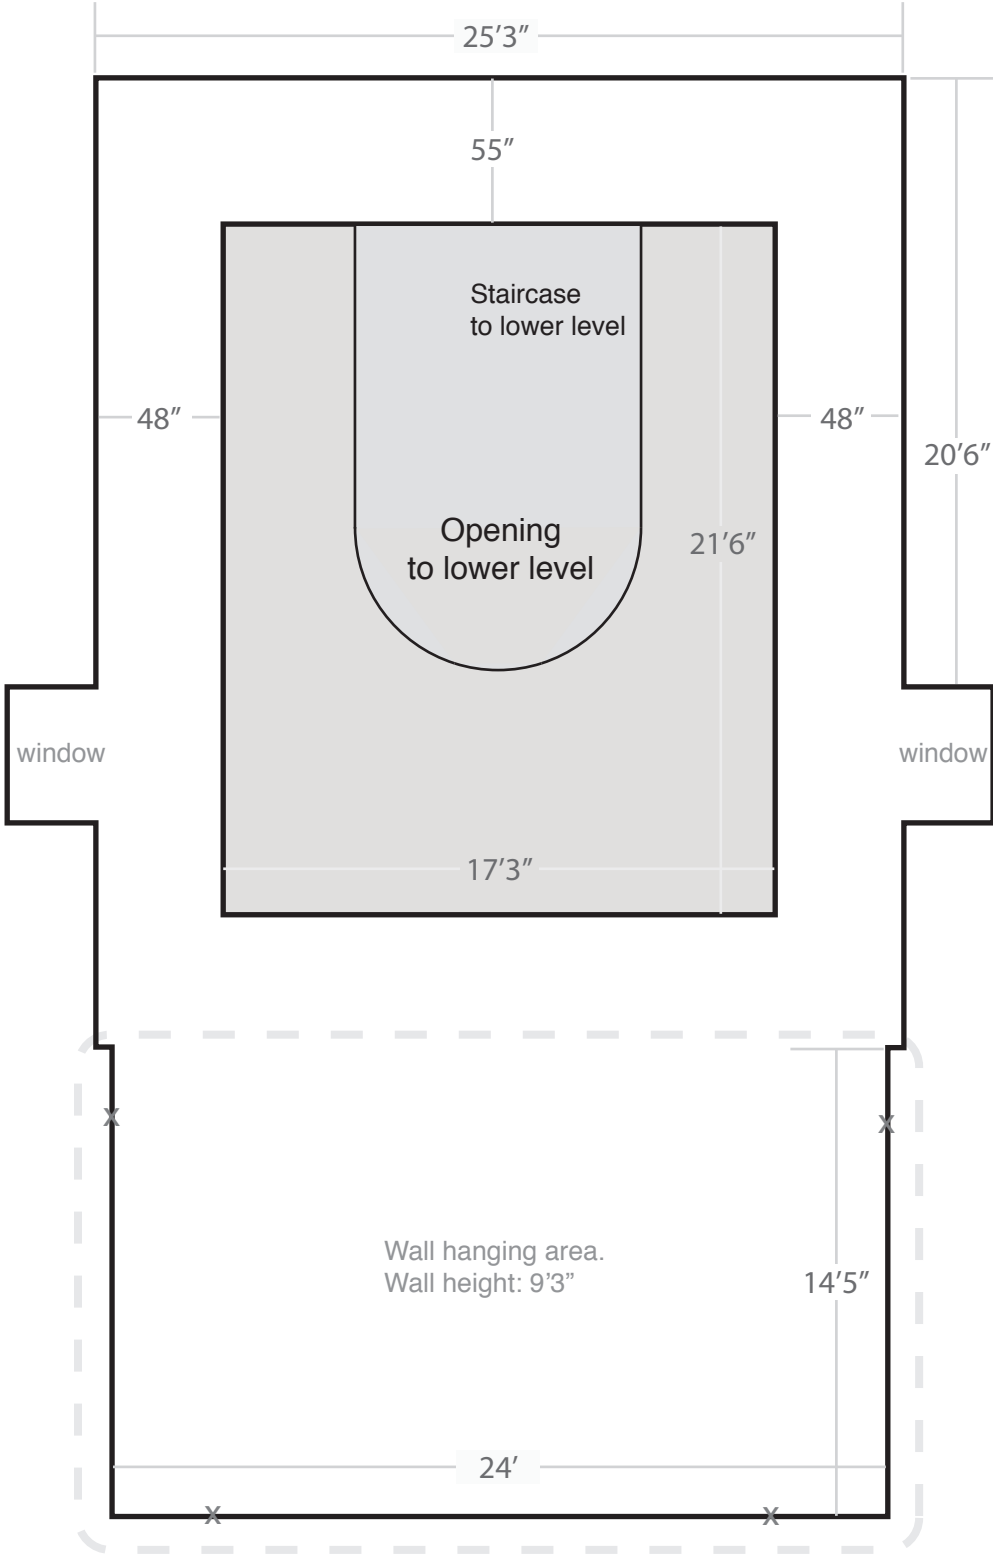 25’3”
55”
Staircase
to lower level
48”
48”
20’6”
Opening
to lower level
21’6”
window
window
17’3”
x
x
Wall hanging area.
Wall height: 9’3”
14’5”
24’
x
x